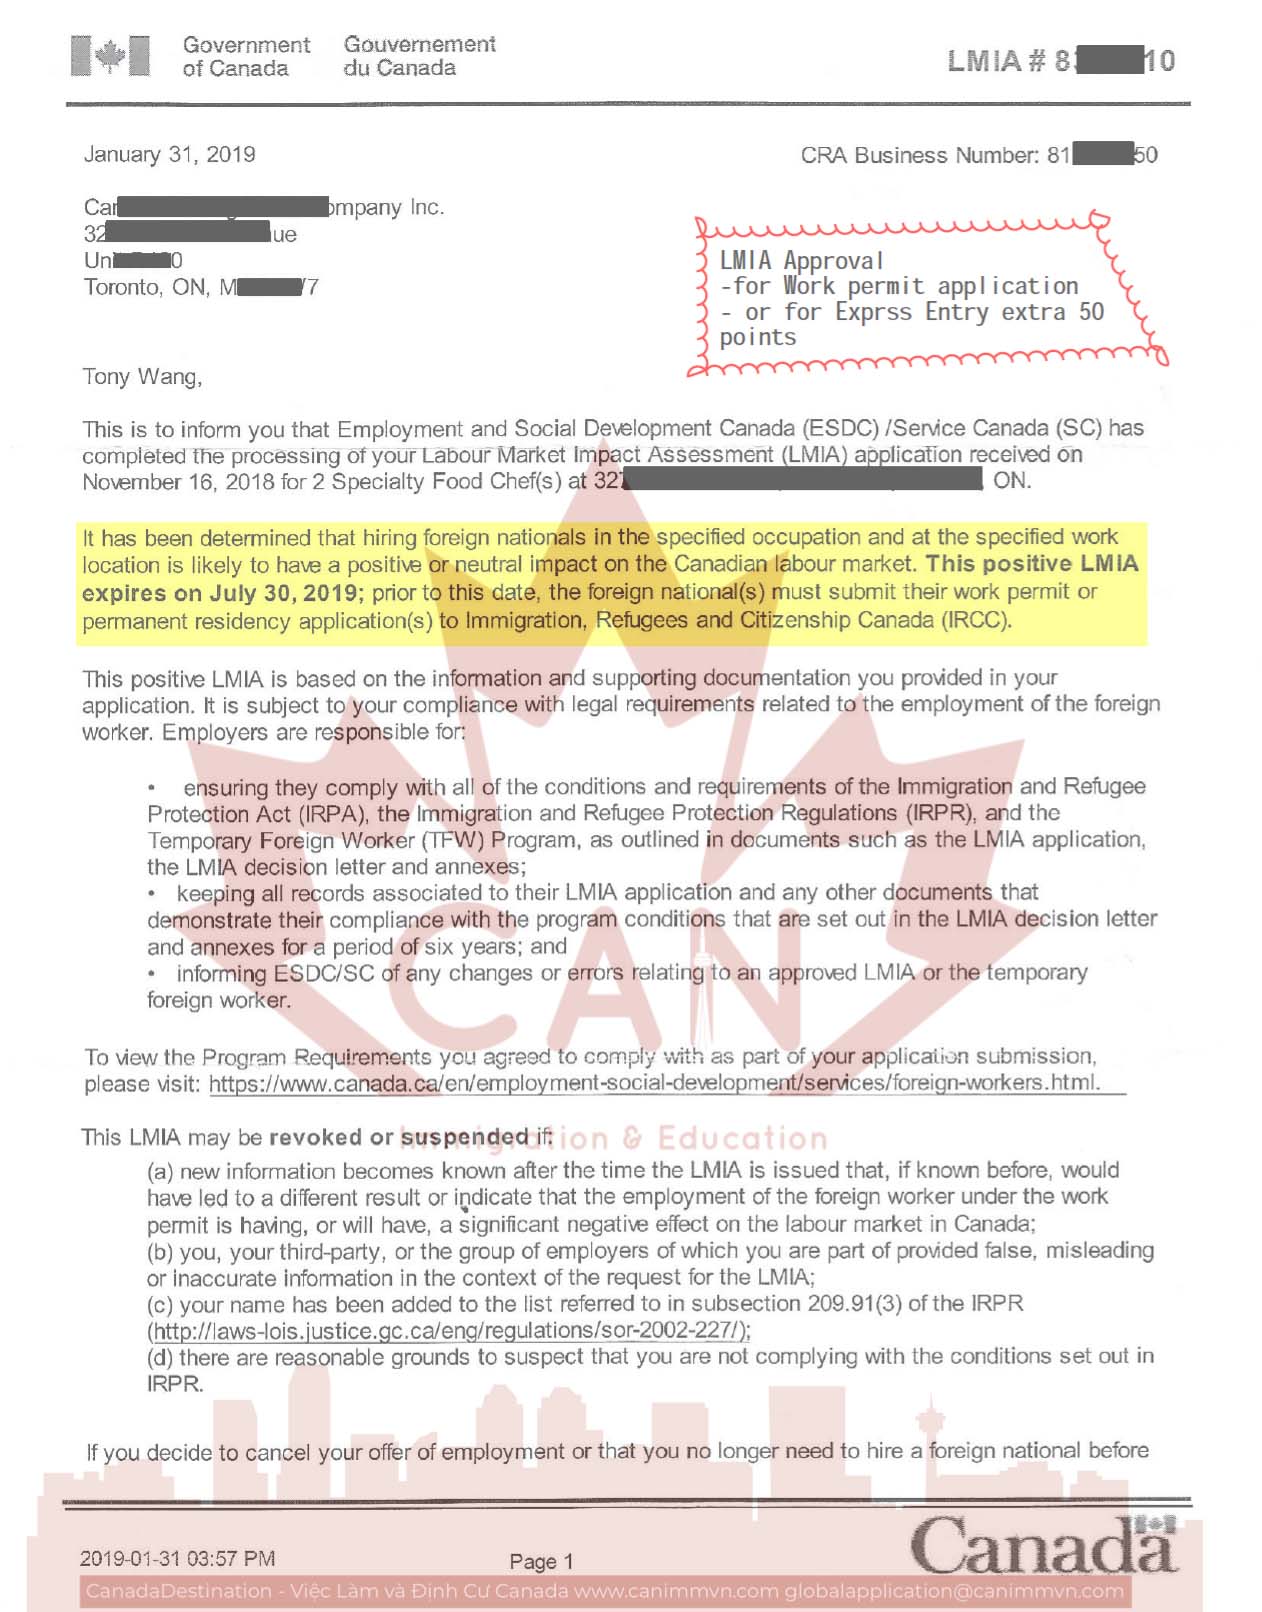 Government
of Canada
Gouvernement
du Canada
LMIA # 8 10
January 31, 2019
CRA Business Number: 81 50
Car ompany Inc.
32 ue
Uni 0
Toronto, ON, M /7
LMIA Approval
-for Work permit application
- or for Exprss Entry extra 50
points
Tony Wang,
This is to inform you that Employment and Social Development Canada (ESDC) /Service Canada (SC) has
completed the processing of your Labour Market Impact Assessment (LMIA) application received on
November 16, 2018 for 2 Specialty Food Chef(s) at 327 , ON.
It has been determined that hiring foreign nationals in the specified occupation and at the specified work
location is likely to have a positive or neutral impact on the Canadian labour market. This positive LMIA
expires on July 30, 2019; prior to this date, the foreign national(s) must submit their work permit or
permanent residency application(s) to Immigration, Refugees and Citizenship Canada (IRCC).
This positive LMIA is based on the information and supporting documentation you provided in your
application. It is subject to your compliance with legal requirements related to the employment of the foreign
worker. Employers are responsible for:
• ensuring they comply with all of the conditions and requirements of the Immigration and Refugee
Protection Act (IRPA), the Immigration and Refugee Protection Regulations (IRPR), and the
Temporary Foreign Worker (TFW) Program, as outlined in documents such as the LMIA application,
the LMIA decision letter and annexes;
• keeping all records associated to their LMIA application and any other documents that
demonstrate their compliance with the program conditions that are set out in the LMIA decision letter
and annexes for a period of six years; and
• informing ESDC/SC of any changes or errors relating to an approved LMIA or the temporary
foreign worker.
CAN
To view the Program Requirements you agreed to comply with as part of your application submission,
please visit: https://www.canada.ca/en/employment-social-development/services/foreign-workers.html.
This LMIA may be revoked or suspended if:
Immigration & Education
(a) new information becomes known after the time the LMIA is issued that, if known before, would
have led to a different result or indicate that the employment of the foreign worker under the work
permit is having, or will have, a significant negative effect on the labour market in Canada;
(b) you, your third-party, or the group of employers of which you are part of provided false, misleading
or inaccurate information in the context of the request for the LMIA;
(c) your name has been added to the list referred to in subsection 209.91(3) of the IRPR
(http://laws-lois.justice.gc.ca/eng/regulations/sor-2002-227/);
(d) there are reasonable grounds to suspect that you are not complying with the conditions set out in
IRPR.
If you decide to cancel your offer of employment or that you no longer need to hire a foreign national before
2019-01-31 03:57 PM
Page 1
Canada
CanadaDestination - Việc Làm và Định Cư Canada www.canimmvn.com globalapplication@canimmvn.com